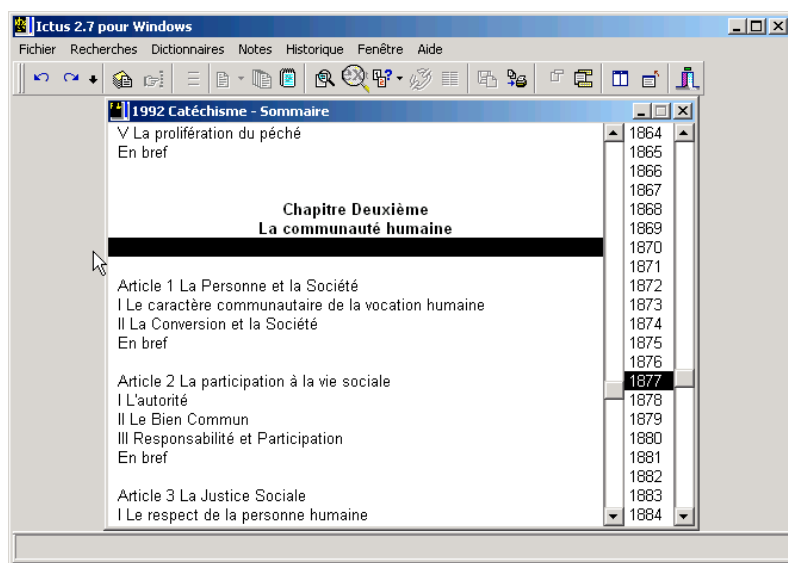 Ictus 2.7 pour Windows
Fichier Recherches Dictionnaires Notes Historique Fenêtre Aide
1992 Catéchisme - Sommaire
V La prolifération du péché
En bref
Chapitre Deuxième
La communauté humaine
Article 1 La Personne et la Société
I Le caractère communautaire de la vocation humaine
II La Conversion et la Société
En bref
Article 2 La participation à la vie sociale
I L'autorité
II Le Bien Commun
III Responsabilité et Participation
En bref
Article 3 La Justice Sociale
I Le respect de la personne humaine
1864
1865
1866
1867
1868
1869
1870
1871
1872
1873
1874
1875
1876
1877
1878
1879
1880
1881
1882
1883
1884